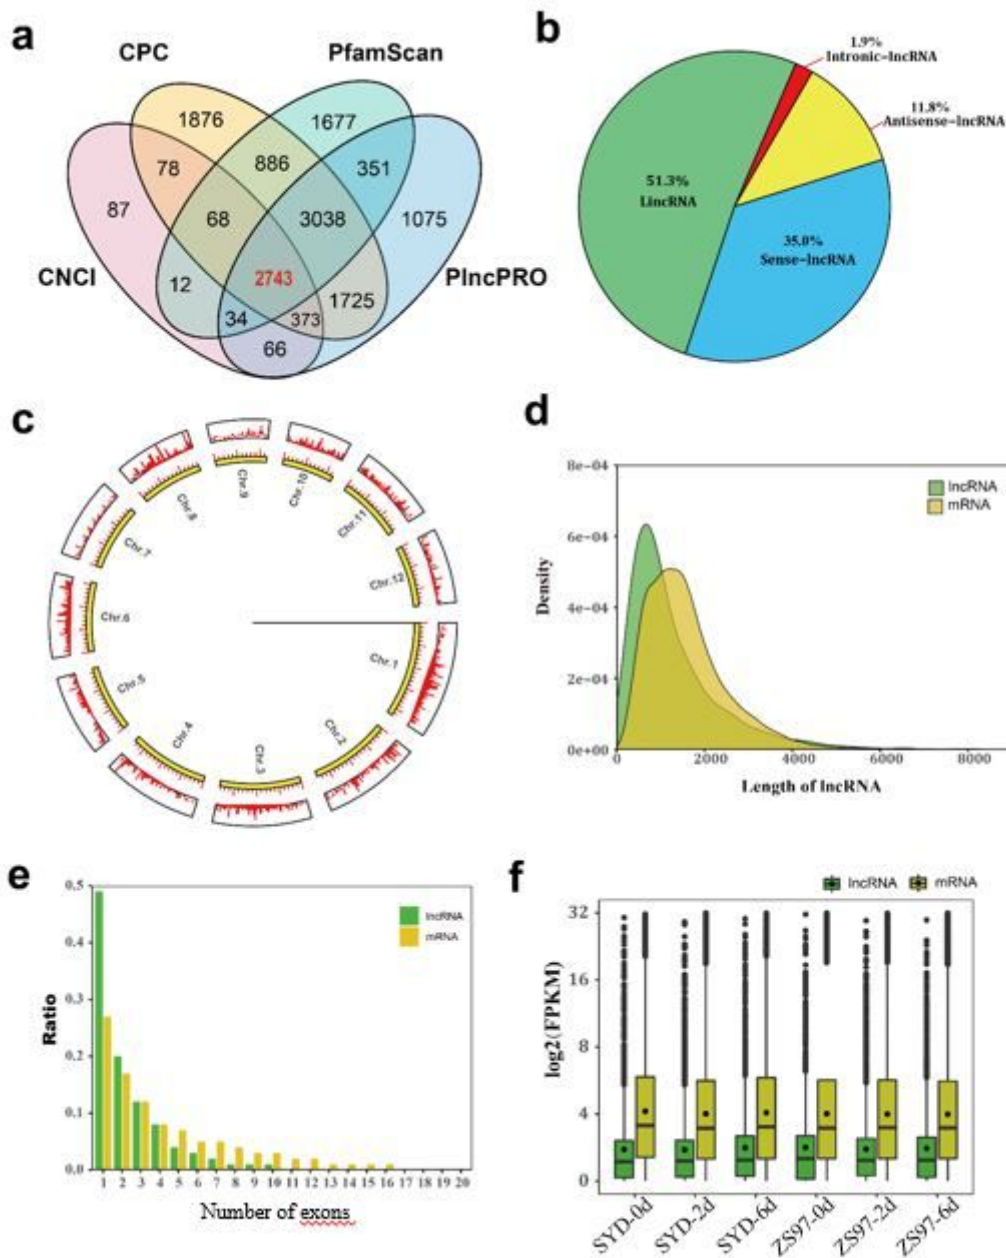 a
CPC
PfamScan
1876
1677
78
886
351
87
68
3038
1075
CNCI
12
2743
1725
PlncPRO
34
373
66
b
1.9%
Intronic-lncRNA
11.8%
Antisense-lncRNA
51.3%
LincRNA
35.0%
Sense-lncRNA
c
Chr.1
Chr.2
Chr.3
Chr.4
Chr.5
Chr.6
Chr.7
Chr.8
Chr.9
Chr.10
Chr.11
Chr.12
d
8e-04
6e-04
4e-04
2e-04
0e+00
Density
lncRNA
mRNA
0 2000 4000 6000 8000
Length of lncRNA
e
0.5
0.4
0.3
0.2
0.1
0.0
Ratio
lncRNA
mRNA
1 2 3 4 5 6 7 8 9 10 11 12 13 14 15 16 17 18 19 20
Number of exons
f
lncRNA mRNA
32
16
8
4
0
log2(FPKM)
SYD-0d SYD-2d SYD-6d ZS97-0d ZS97-2d ZS97-6d